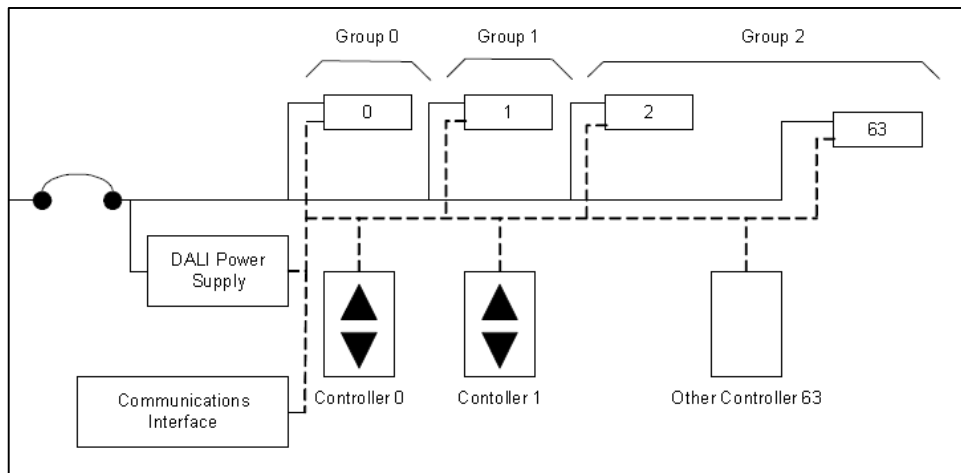 Group 0
Group 1
Group 2
0
1
2
63
DALI Power
Supply
Communications
Interface
Controller 0
Contoller 1
Other Controller 63